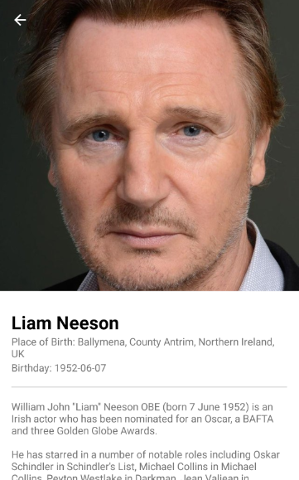 Liam Neeson
Place of Birth: Ballymena, County Antrim, Northern Ireland,
UK
Birthday: 1952-06-07
William John "Liam" Neeson OBE (born 7 June 1952) is an
Irish actor who has been nominated for an Oscar, a BAFTA
and three Golden Globe Awards.
He has starred in a number of notable roles including Oskar
Schindler in Schindler's List, Michael Collins in Michael
Collins, Peyton Westlake in Darkman, Jean Valjean in